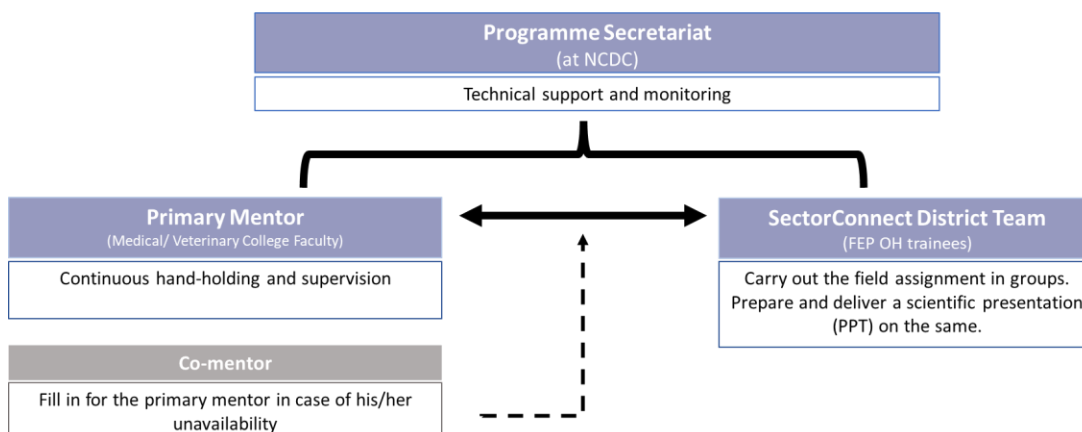 Programme Secretariat
(at NCDC)
Technical support and monitoring
Primary Mentor
(Medical/ Veterinary College Faculty)
Continuous hand-holding and supervision
SectorConnect District Team
(FEP OH trainees)
Carry out the field assignment in groups.
Prepare and deliver a scientific presentation
(PPT) on the same.
Co-mentor
Fill in for the primary mentor in case of his/her
unavailability